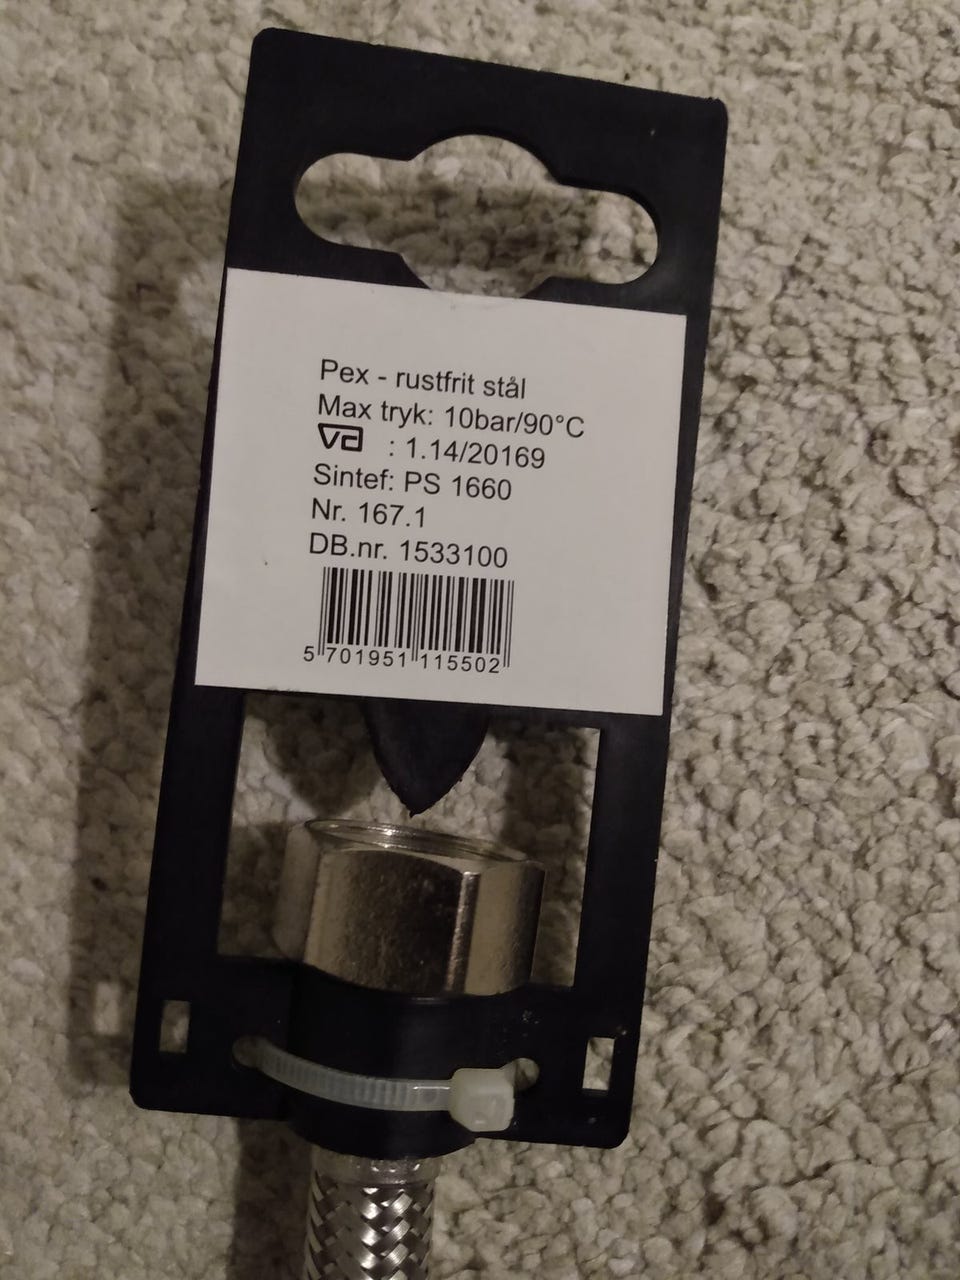 Pex - rustfrit stål
Max tryk: 10bar/90°C
va : 1.14/20169
Sintef: PS 1660
Nr. 167.1
DB.nr. 1533100
5 701951 115502